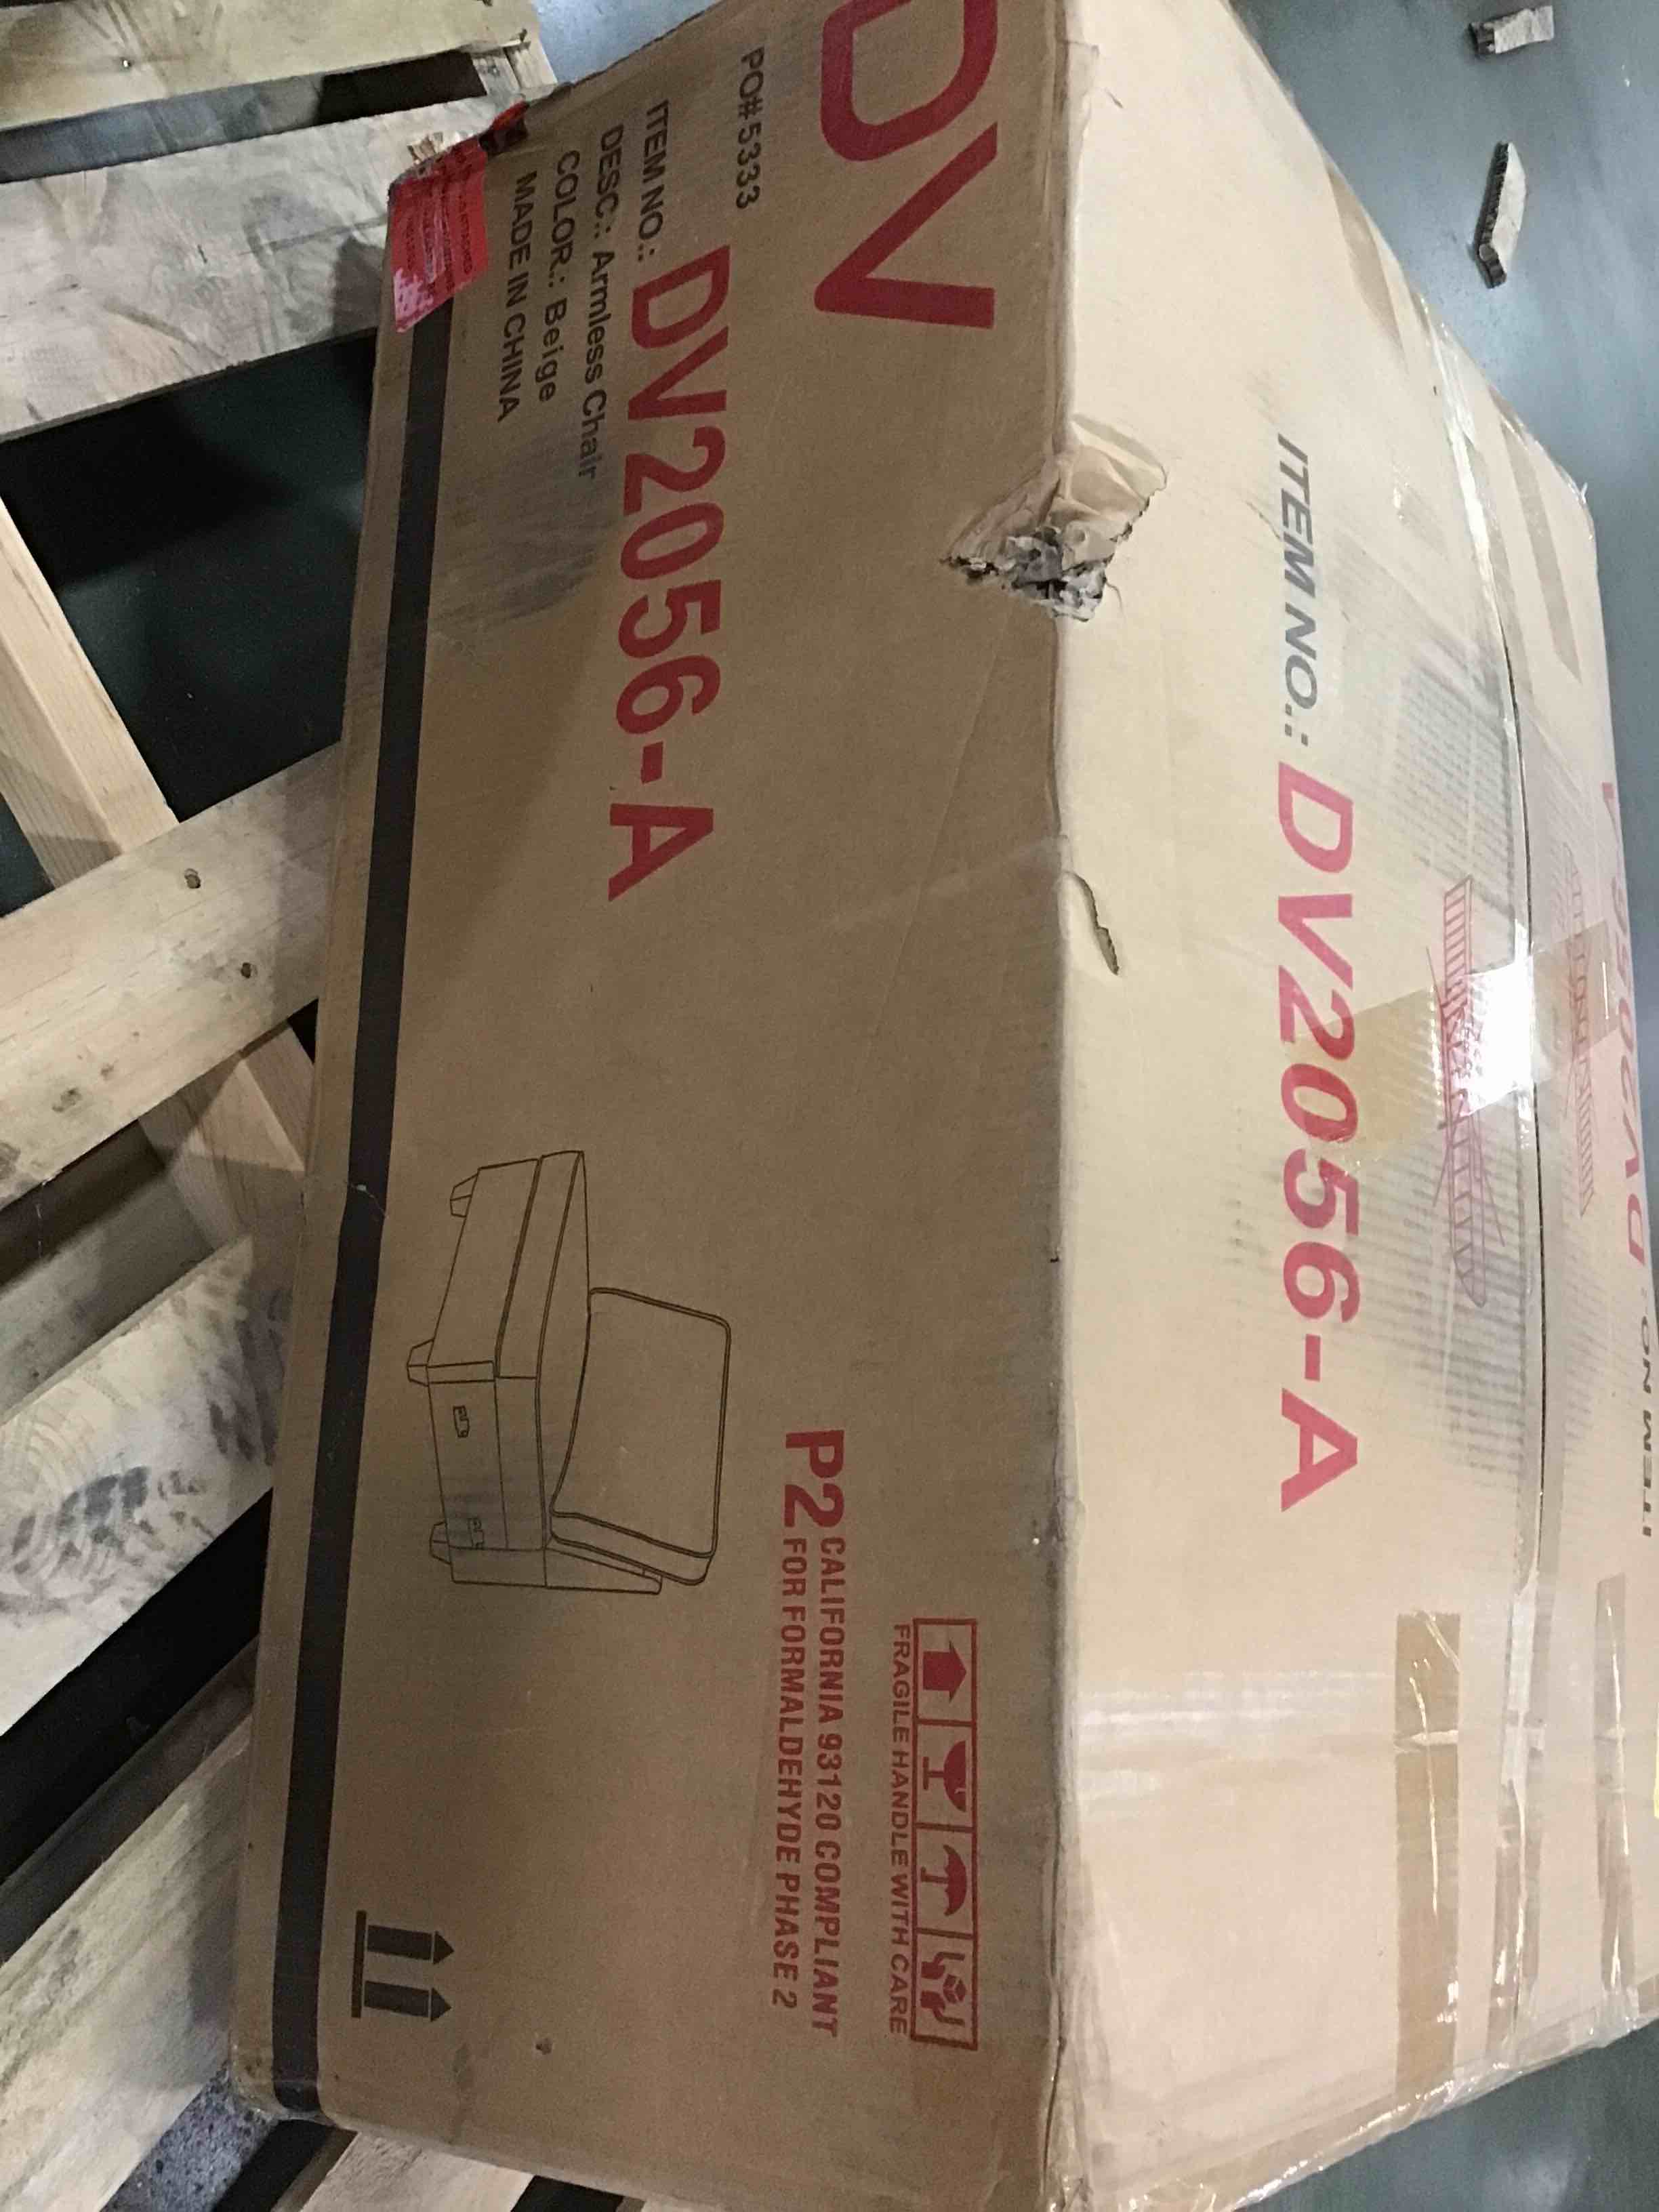 DV
PO#5333
ITEM NO.: DV2056-A
DESC.: Armless Chair
COLOR.: Beige
MADE IN CHINA
FRAGILE HANDLE WITH CARE
P2 CALIFORNIA 93120 COMPLIANT
FOR FORMALDEHYDE PHASE 2
ITEM NO.: DV2056-A